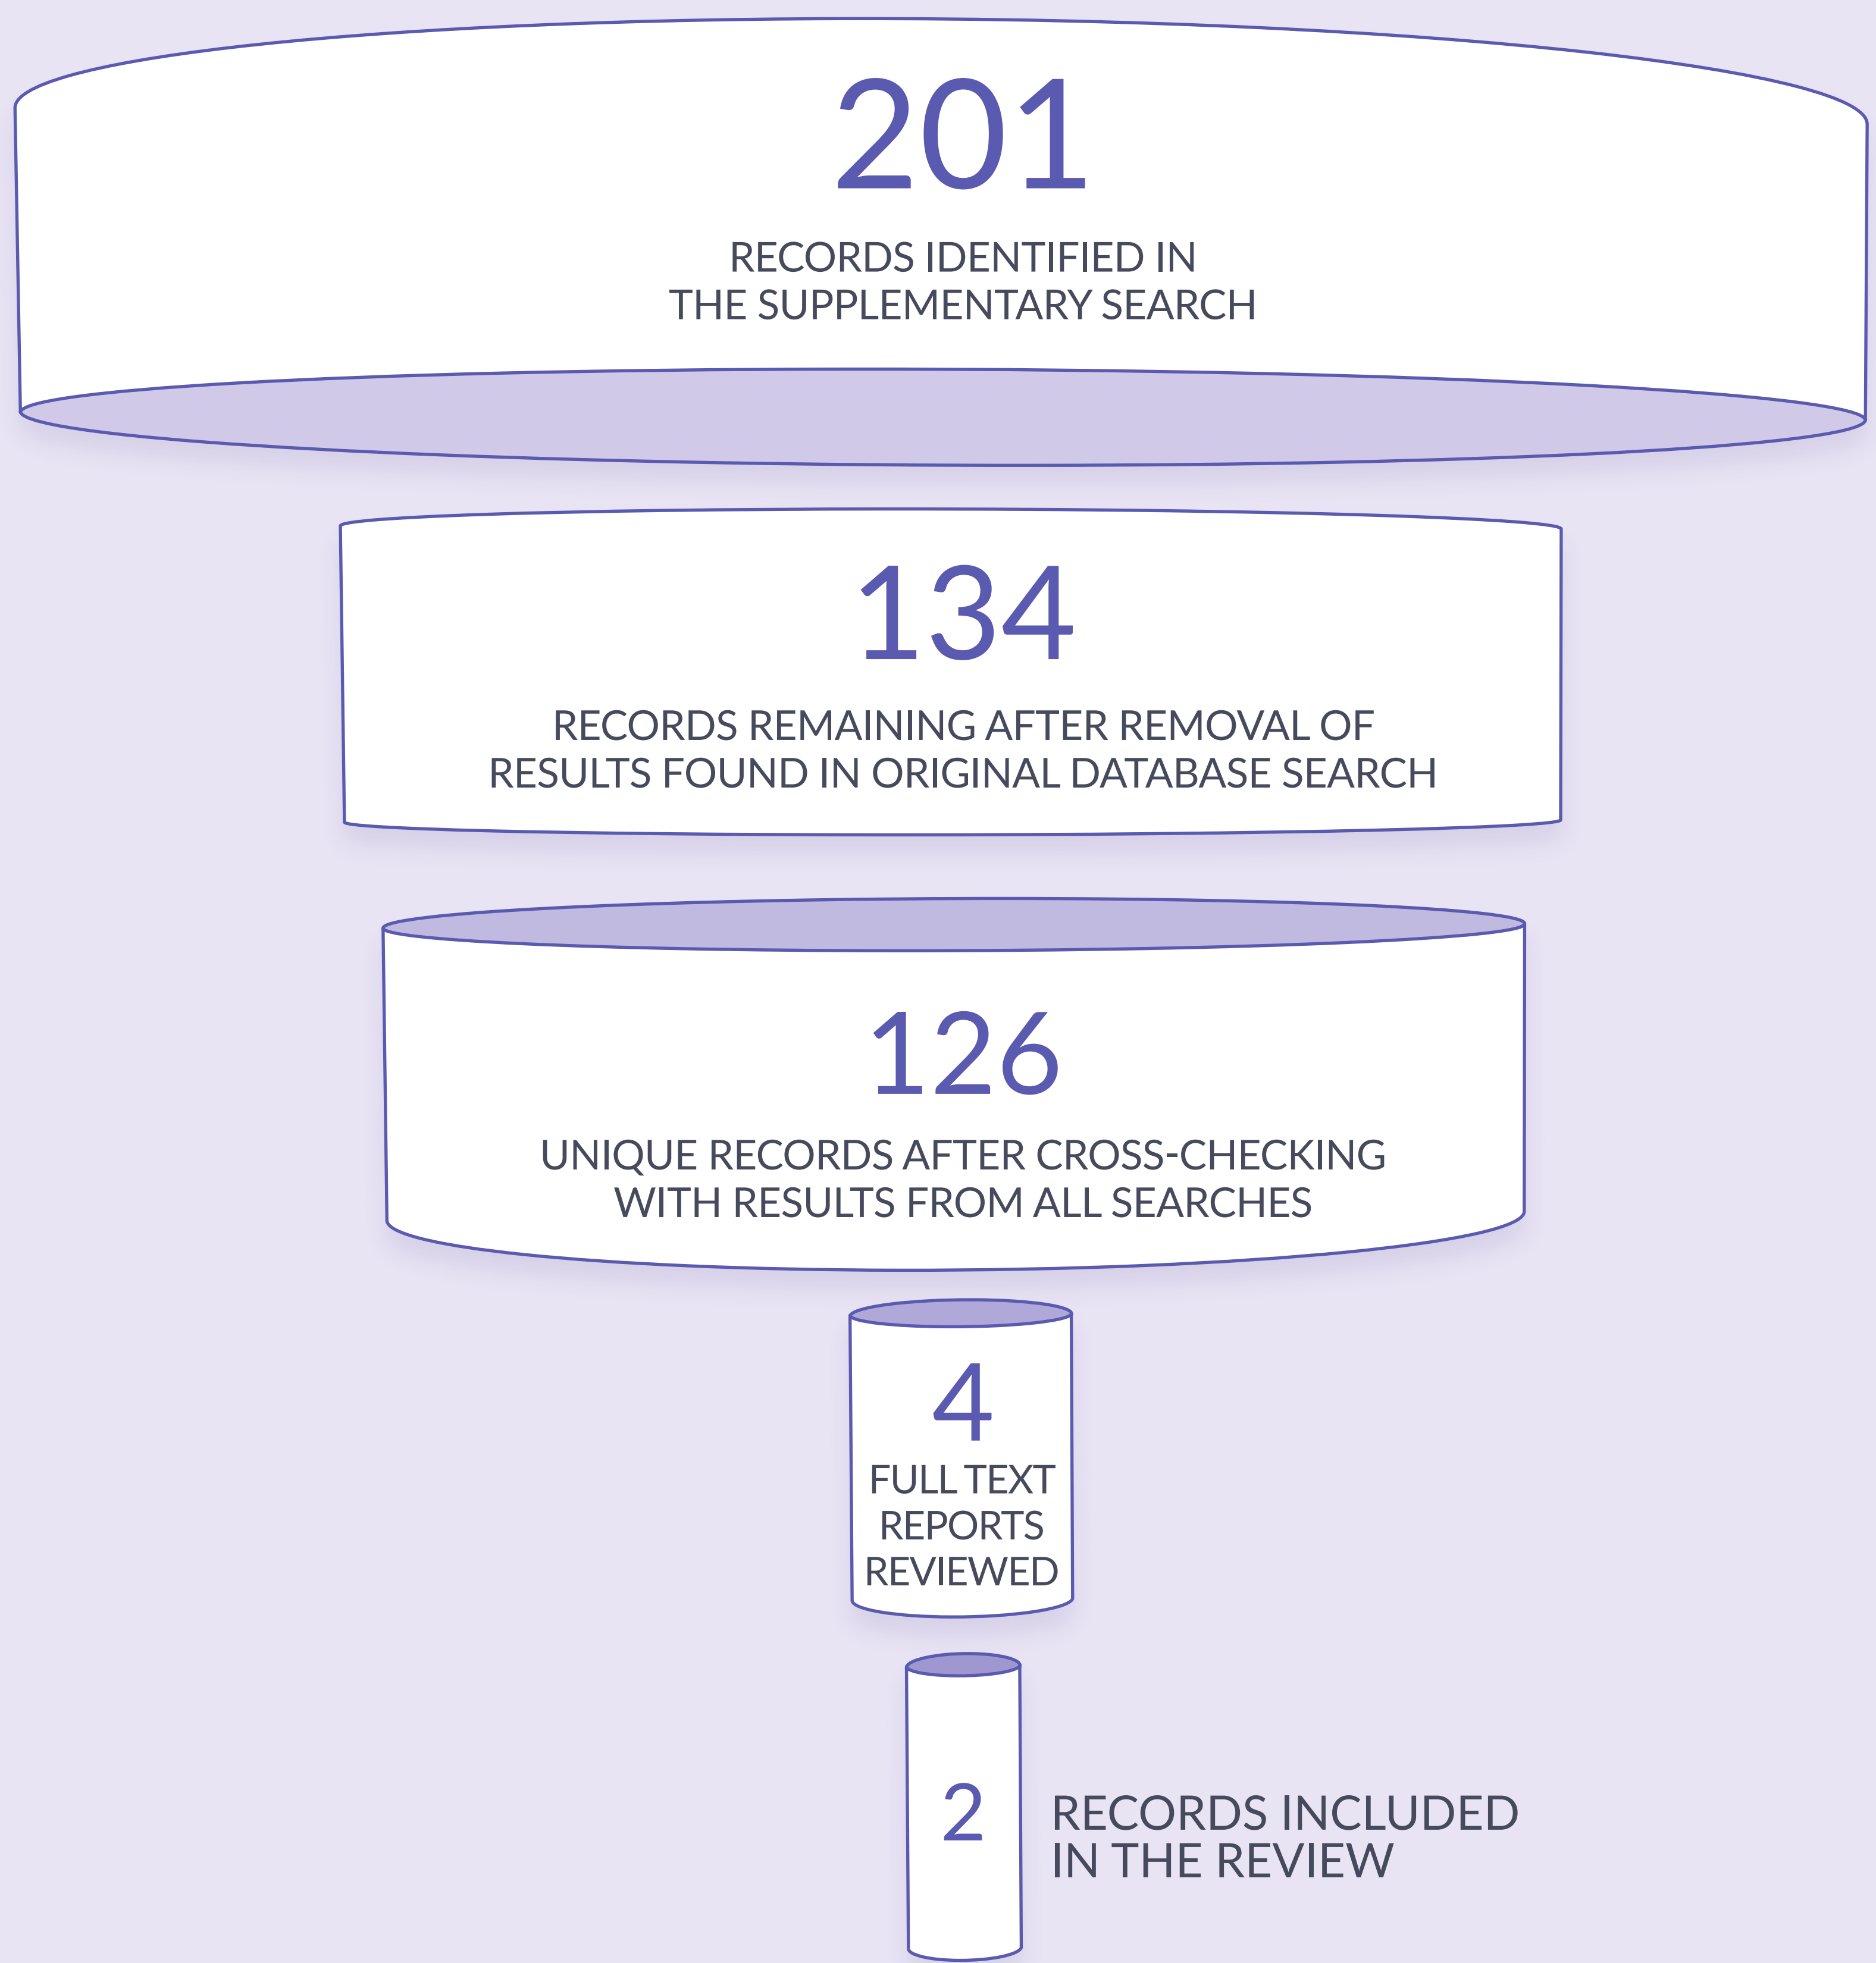 201
RECORDS IDENTIFIED IN
THE SUPPLEMENTARY SEARCH
134
RECORDS REMAINING AFTER REMOVAL OF
RESULTS FOUND IN ORIGINAL DATABASE SEARCH
126
UNIQUE RECORDS AFTER CROSS-CHECKING
WITH RESULTS FROM ALL SEARCHES
4
FULL TEXT
REPORTS
REVIEWED
2
RECORDS INCLUDED
IN THE REVIEW